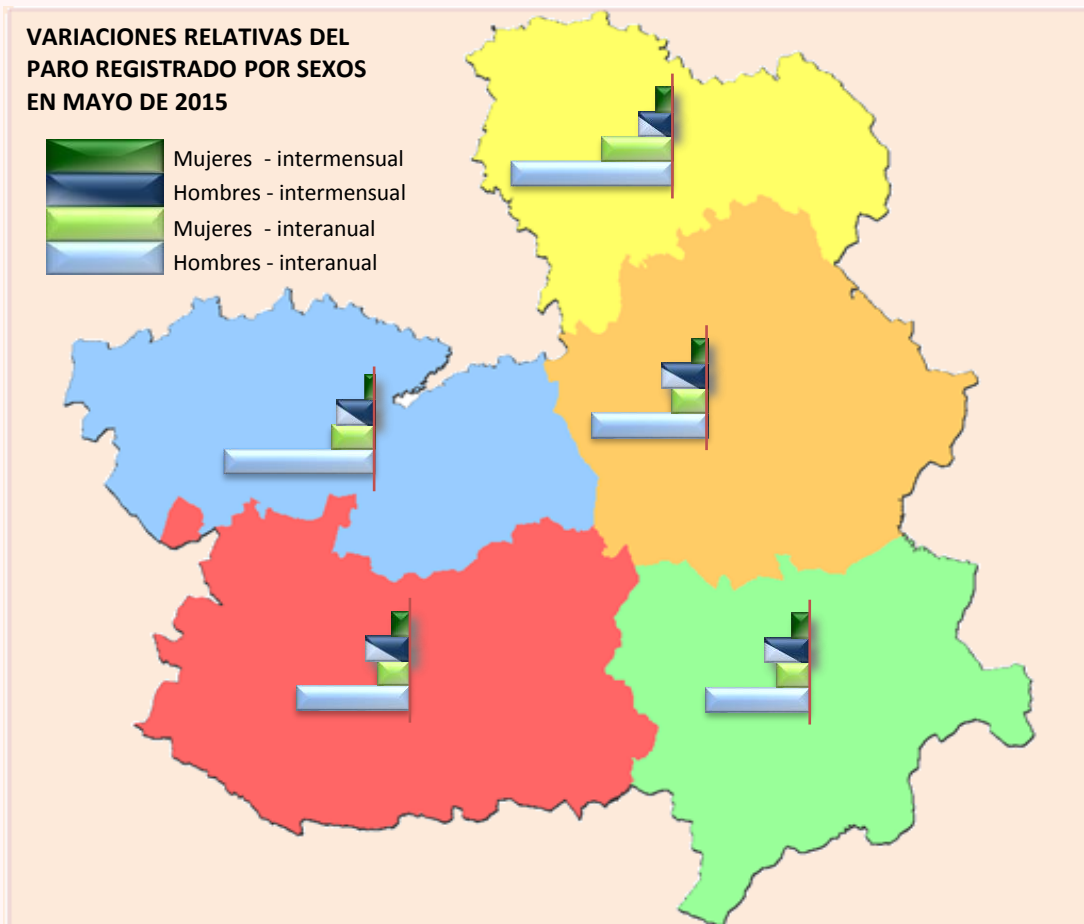 VARIACIONES RELATIVAS DEL
PARO REGISTRADO POR SEXOS
EN MAYO DE 2015
Mujeres - intermensual
Hombres - intermensual
Mujeres - interanual
Hombres - interanual